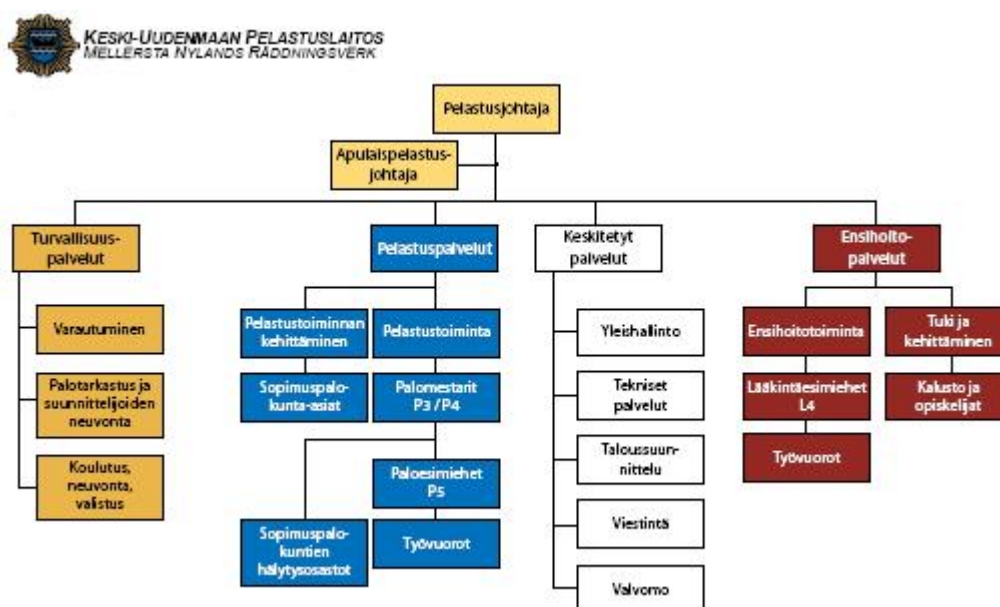 KESKI-UUDENMAAN PELASTUSLAITOS
MELLERSTA NYLANDS RÄDDNINGSVERK
Pelastusjohtaja
Apulaispelastus-
johtaja
Turvallisuus-
palvelut
Varautuminen
Palotarkastus ja
suunnittelijoiden
neuvonta
Koulutus,
neuvonta,
valistus
Pelastuspalvelut
Pelastustoiminnan
kehittäminen
Sopimuspalo-
kunta-asiat
Pelastustoiminta
Palomestarit
P3 / P4
Paloesimiehet
P5
Työvuorot
Sopimuspalo-
kuntien
hälytysosastot
Keskitetyt
palvelut
Yleishallinto
Tekniset
palvelut
Taloussuun-
nittelu
Viestintä
Valvomo
Ensihoito-
palvelut
Ensihoitotoiminta
Lääkintäesimiehet
L4
Työvuorot
Tuki ja
kehittäminen
Kalusto ja
opiskelijat